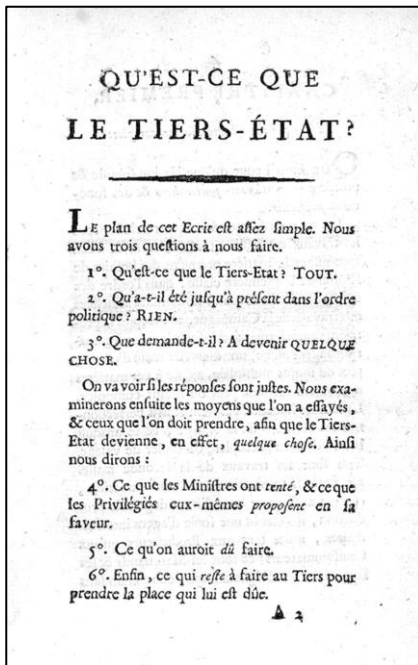 QU'EST-CE QUE
LE TIERS-ÉTAT?
LE plan de cet Ecrit est assez simple. Nous
avons trois questions à nous faire.
1º. Qu'est-ce que le Tiers-Etat? TOUT.
2º. Qu'a-t-il été jusqu'à présent dans l'ordre
politique? RIEN.
3º. Que demande-t-il? A devenir QUELQUE
CHOSE.
On va voir si les réponses sont justes. Nous exa-
minerons ensuite les moyens que l'on a essayés,
& ceux que l'on doit prendre, afin que le Tiers-
Etat devienne, en effet, quelque chose. Ainsi
nous dirons :
4º. Ce que les Ministres ont tenté, & ce que
les Privilégiés eux-mêmes proposent en sa
faveur.
5º. Ce qu'on auroit dû faire.
6º. Enfin, ce qui reste à faire au Tiers pour
prendre la place qui lui est dûe.
A 2